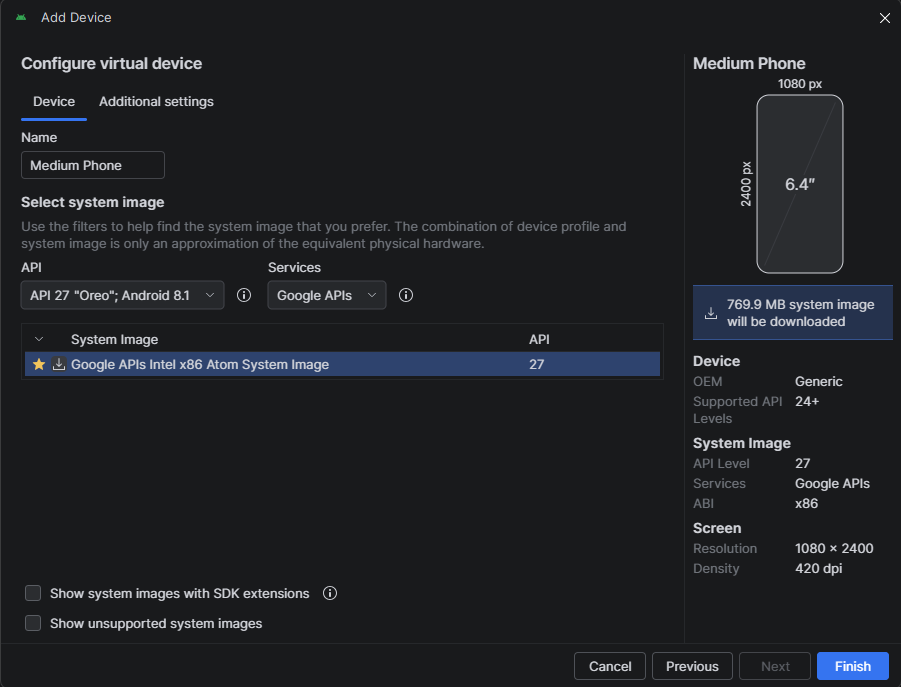 Add Device
Configure virtual device
Device
Additional settings
Name
Medium Phone
Select system image
Use the filters to help find the system image that you prefer. The combination of device profile and
system image is only an approximation of the equivalent physical hardware.
API
Services
API 27 "Oreo"; Android 8.1
Google APIs
System Image
API
Google APIs Intel x86 Atom System Image
27
Show system images with SDK extensions
Show unsupported system images
Medium Phone
1080 px
2400 px
6.4″
769.9 MB system image
will be downloaded
Device
OEM Generic
Supported API 24+
Levels
System Image
API Level 27
Services Google APIs
ABI x86
Screen
Resolution 1080 × 2400
Density 420 dpi
Cancel
Previous
Next
Finish